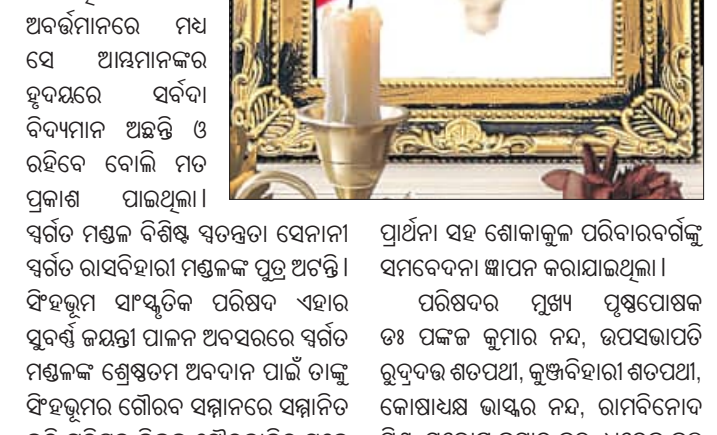 ଅବର୍ତ୍ତମାନରେ ମଧ୍ୟ
ସେ ଆମ୍ଭମାନଙ୍କର
ହୃଦୟରେ ସର୍ବଦା
ବିଦ୍ୟମାନ ଅଛନ୍ତି ଓ
ରହିବେ ବୋଲି ମତ
ପ୍ରକାଶ ପାଇଥିଲା।
ସ୍ୱର୍ଗତ ମଣ୍ଡଳ ବିଶିଷ୍ଟ ସ୍ୱତନ୍ତ୍ରତା ସେନାନୀ
ସ୍ୱର୍ଗତ ରାସବିହାରୀ ମଣ୍ଡଳଙ୍କ ପୁତ୍ର ଅଟନ୍ତି।
ସିଂହଭୂମ ସାଂସ୍କୃତିକ ପରିଷଦ ଏହାର
ସୁବର୍ଣ୍ଣ ଜୟନ୍ତୀ ପାଳନ ଅବସରରେ ସ୍ୱର୍ଗତ
ମଣ୍ଡଳଙ୍କ ଶ୍ରେଷ୍ଠତମ ଅବଦାନ ପାଇଁ ତାଙ୍କୁ
ସିଂହଭୂମର ଗୌରବ ସମ୍ମାନରେ ସମ୍ମାନିତ
ପ୍ରାର୍ଥନା ସହ ଶୋକାକୁଳ ପରିବାରବର୍ଗଙ୍କୁ
ସମବେଦନା ଜ୍ଞାପନ କରାଯାଇଥିଲା।
ପରିଷଦର ମୁଖ୍ୟ ପୃଷ୍ଠପୋଷକ
ଡଃ ପଙ୍କଜ କୁମାର ନନ୍ଦ, ଉପସଭାପତି
ରୁଦ୍ରଦତ୍ତ ଶତପଥୀ, କୁଞ୍ଜବିହାରୀ ଶତପଥୀ,
କୋଷାଧ୍ୟକ୍ଷ ଭାସ୍କର ନନ୍ଦ, ରାମବିନୋଦ